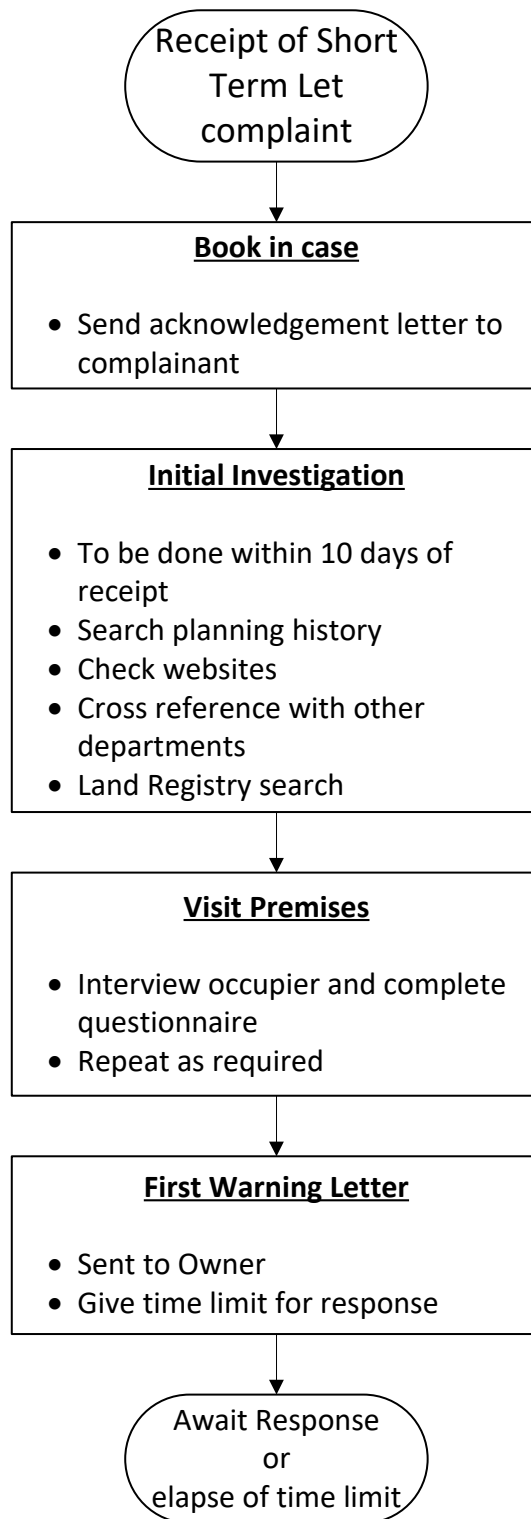 Receipt of Short
Term Let
complaint
Book in case
• Send acknowledgement letter to
complainant
Initial Investigation
• To be done within 10 days of
receipt
• Search planning history
• Check websites
• Cross reference with other
departments
• Land Registry search
Visit Premises
• Interview occupier and complete
questionnaire
• Repeat as required
First Warning Letter
• Sent to Owner
• Give time limit for response
Await Response
or
elapse of time limit